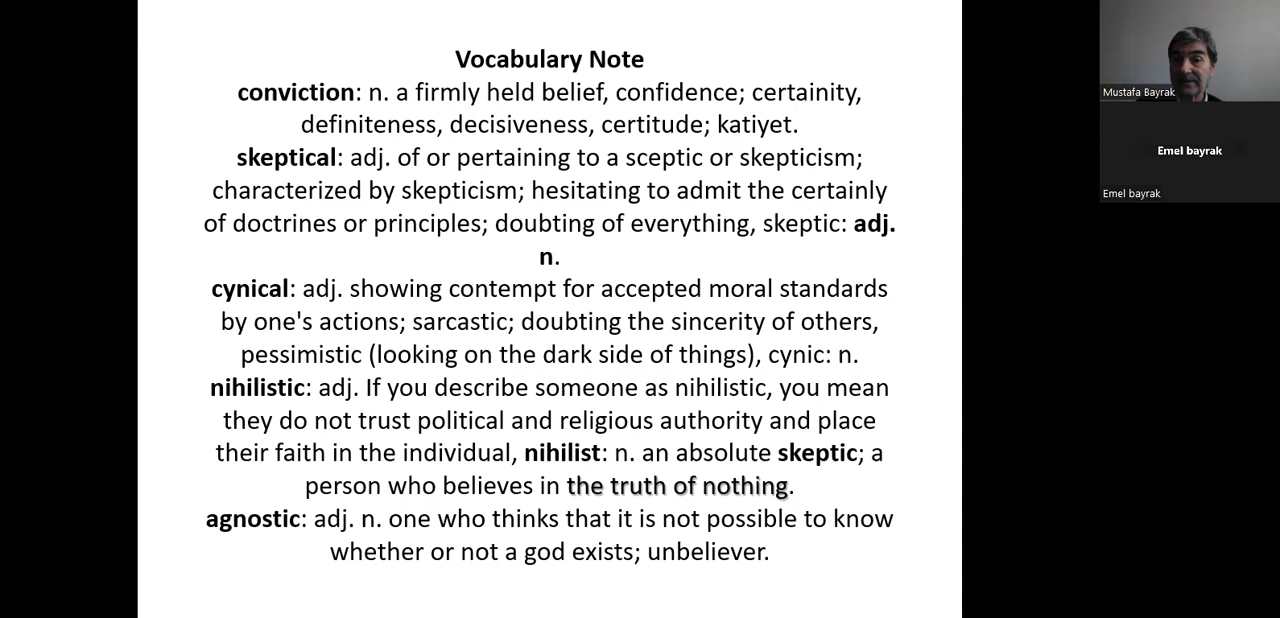 Vocabulary Note
conviction: n. a firmly held belief, confidence; certainity,
definiteness, decisiveness, certitude; katiyet.
skeptical: adj. of or pertaining to a sceptic or skepticism;
characterized by skepticism; hesitating to admit the certainly
of doctrines or principles; doubting of everything, skeptic: adj.
n.
cynical: adj. showing contempt for accepted moral standards
by one's actions; sarcastic; doubting the sincerity of others,
pessimistic (looking on the dark side of things), cynic: n.
nihilistic: adj. If you describe someone as nihilistic, you mean
they do not trust political and religious authority and place
their faith in the individual, nihilist: n. an absolute skeptic; a
person who believes in the truth of nothing.
agnostic: adj. n. one who thinks that it is not possible to know
whether or not a god exists; unbeliever.
Mustafa Bayrak
Emel bayrak
Emel bayrak